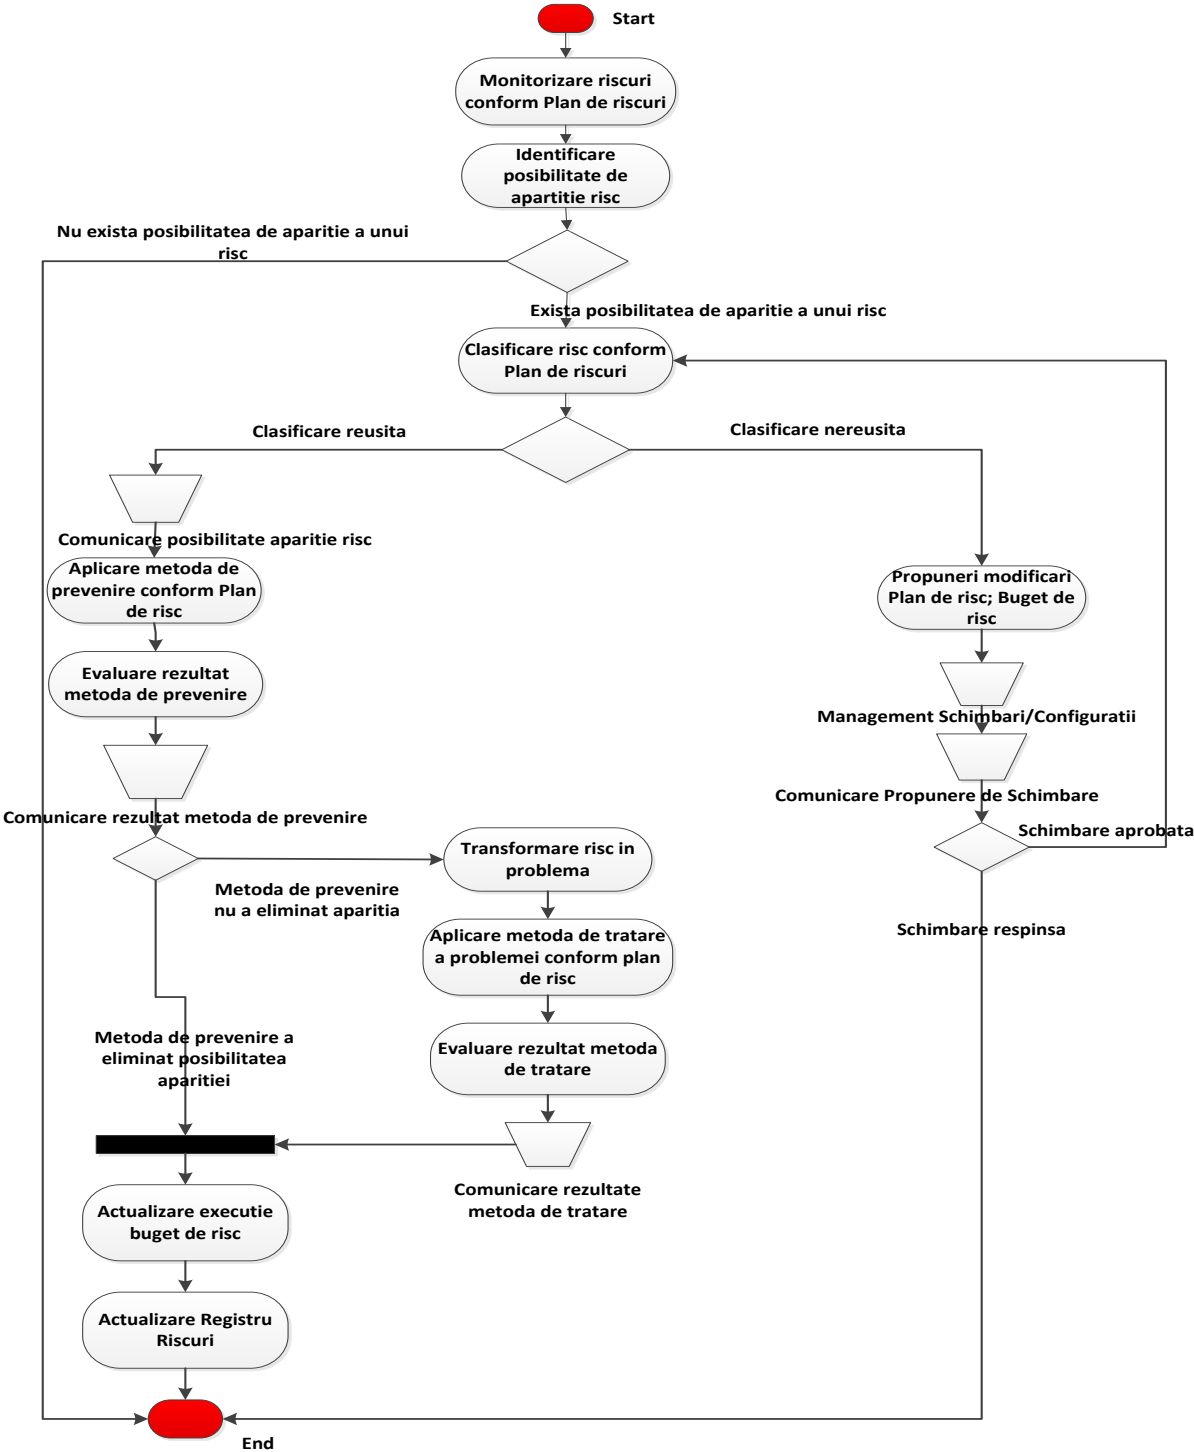 Start
Monitorizare riscuri
conform Plan de riscuri
Identificare
posibilitate de
apartitie risc
Nu exista posibilitatea de aparitie a unui
risc
Exista posibilitatea de aparitie a unui risc
Clasificare risc conform
Plan de riscuri
Clasificare reusita
Clasificare nereusita
Comunicare posibilitate aparitie risc
Aplicare metoda de
prevenire conform Plan
de risc
Propuneri modificari
Plan de risc; Buget de
risc
Evaluare rezultat
metoda de prevenire
Management Schimbari/Configuratii
Comunicare Propunere de Schimbare
Comunicare rezultat metoda de prevenire
Schimbare aprobata
Transformare risc in
problema
Metoda de prevenire
nu a eliminat aparitia
Schimbare respinsa
Aplicare metoda de tratare
a problemei conform plan
de risc
Metoda de prevenire a
eliminat posibilitatea
aparitiei
Evaluare rezultat metoda
de tratare
Comunicare rezultate
metoda de tratare
Actualizare executie
buget de risc
Actualizare Registru
Riscuri
End